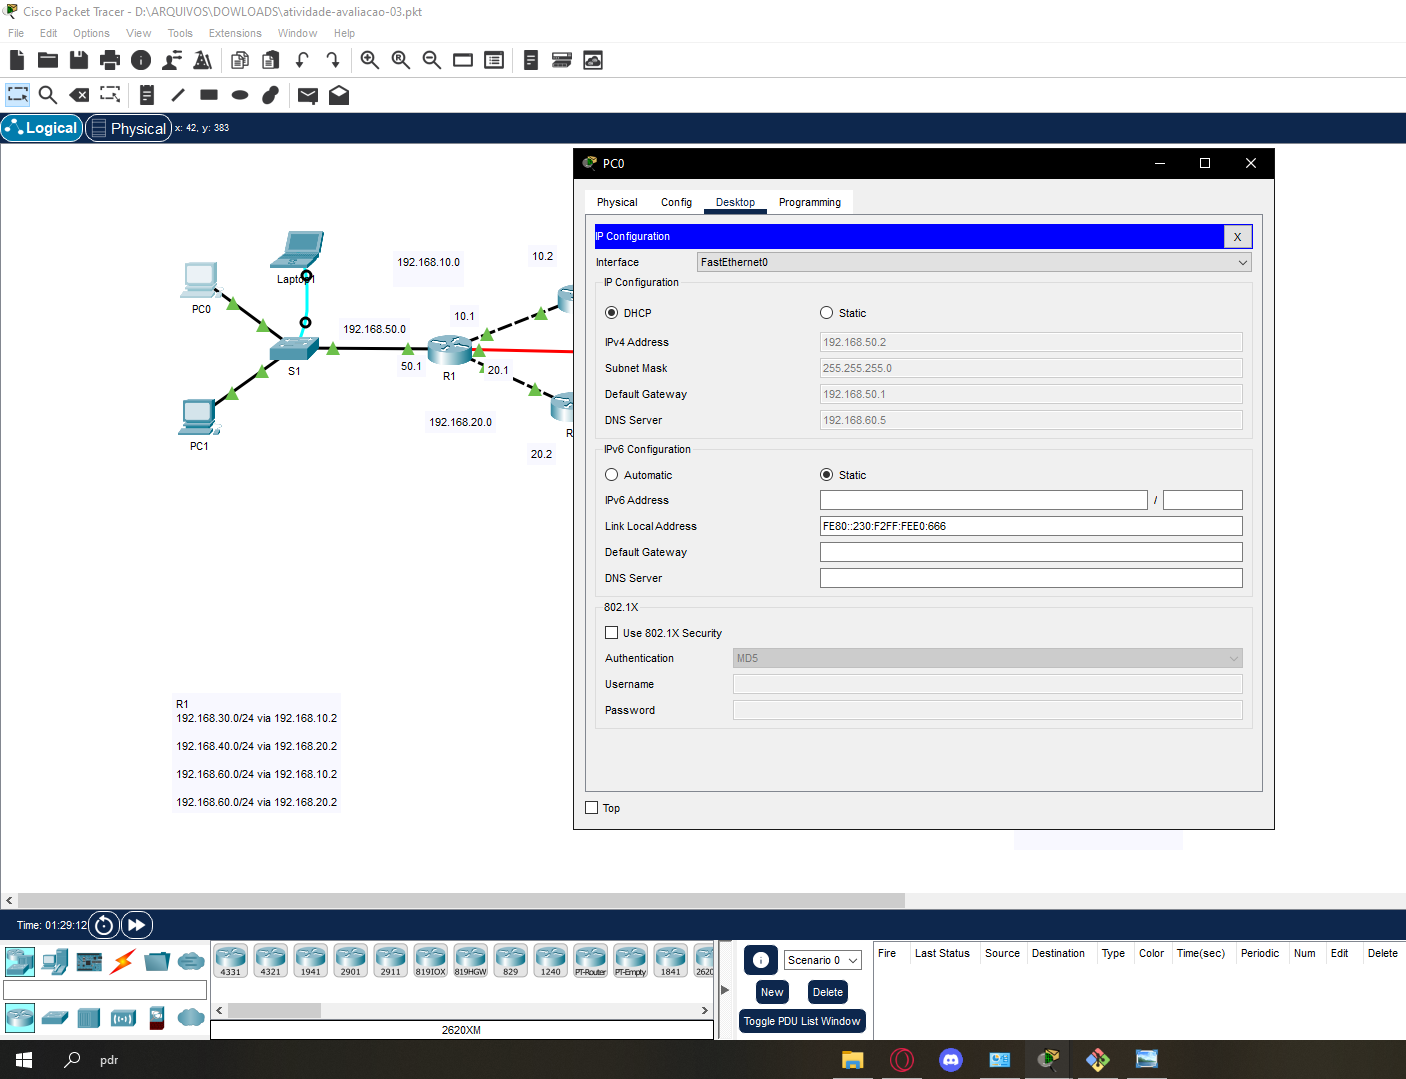 Cisco Packet Tracer - D:\ARQUIVOS\DOWLOADS\atividade-avaliacao-03.pkt
File Edit Options View Tools Extensions Window Help
Logical Physical x: 42, y: 383
PC0
Physical Config Desktop Programming
IP Configuration X
Interface FastEthernet0
IP Configuration
DHCP Static
IPv4 Address 192.168.50.2
Subnet Mask 255.255.255.0
Default Gateway 192.168.50.1
DNS Server 192.168.60.5
IPv6 Configuration
Automatic Static
IPv6 Address /
Link Local Address FE80::230:F2FF:FEE0:666
Default Gateway
DNS Server
802.1X
Use 802.1X Security
Authentication MD5
Username
Password
Top
192.168.10.0
10.2
Laptop1
PC0
10.1
192.168.50.0
50.1
R1
20.1
S1
192.168.20.0
R
PC1
20.2
R1
192.168.30.0/24 via 192.168.10.2
192.168.40.0/24 via 192.168.20.2
192.168.60.0/24 via 192.168.10.2
192.168.60.0/24 via 192.168.20.2
Time: 01:29:12
4331 4321 1941 2901 2911 819IOX 819HGW 829 1240 PT-Router PT-Empty 1841 2620
2620XM
Scenario 0
New Delete
Toggle PDU List Window
Fire Last Status Source Destination Type Color Time(sec) Periodic Num Edit Delete
pdr